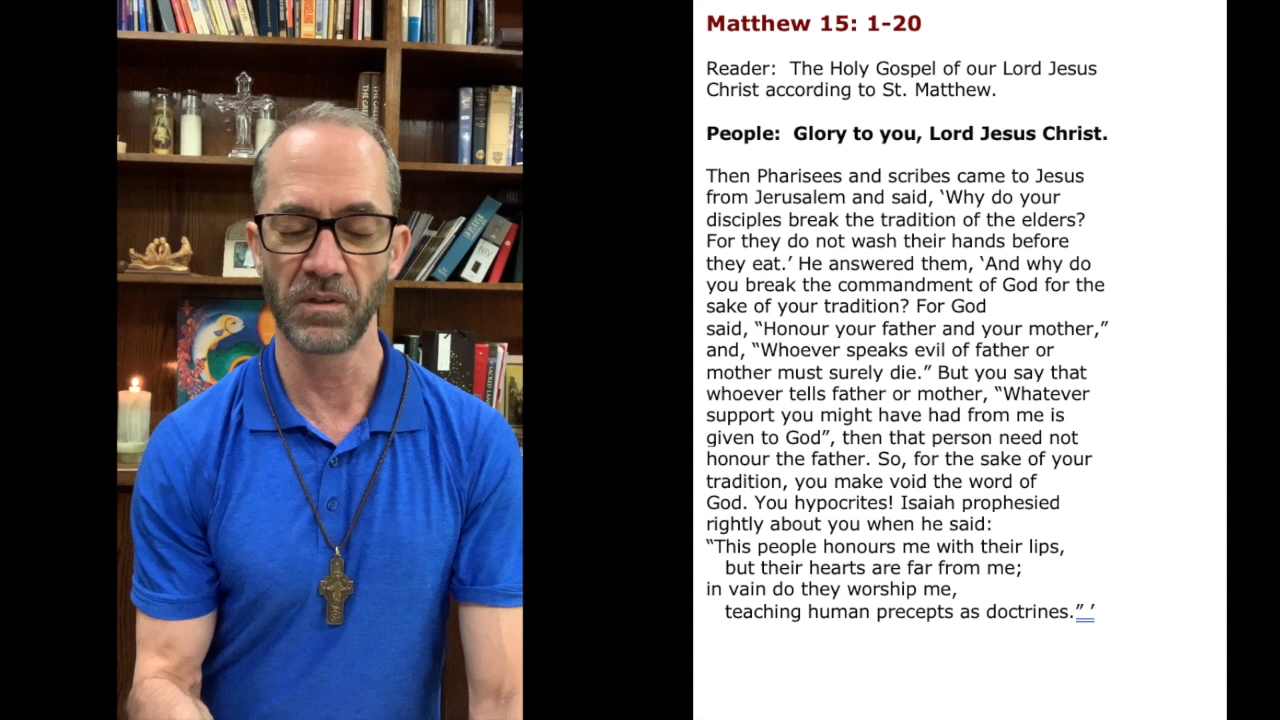 Matthew 15: 1-20
Reader: The Holy Gospel of our Lord Jesus
Christ according to St. Matthew.
People: Glory to you, Lord Jesus Christ.
Then Pharisees and scribes came to Jesus
from Jerusalem and said, ‘Why do your
disciples break the tradition of the elders?
For they do not wash their hands before
they eat.’ He answered them, ‘And why do
you break the commandment of God for the
sake of your tradition? For God
said, “Honour your father and your mother,”
and, “Whoever speaks evil of father or
mother must surely die.” But you say that
whoever tells father or mother, “Whatever
support you might have had from me is
given to God”, then that person need not
honour the father. So, for the sake of your
tradition, you make void the word of
God. You hypocrites! Isaiah prophesied
rightly about you when he said:
“This people honours me with their lips,
but their hearts are far from me;
in vain do they worship me,
teaching human precepts as doctrines.” ’
NIV